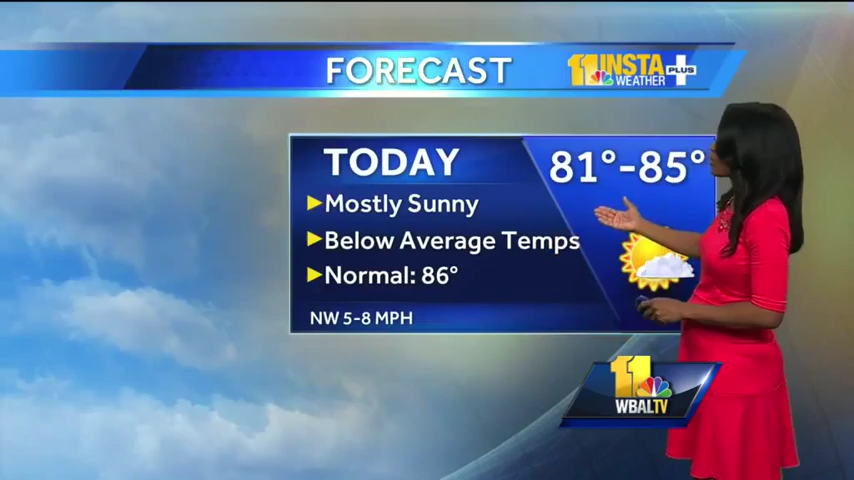 FORECAST
11 INSTA
WEATHER PLUS
TODAY
81°-85°
Mostly Sunny
Below Average Temps
Normal: 86°
NW 5-8 MPH
11
WBALTV